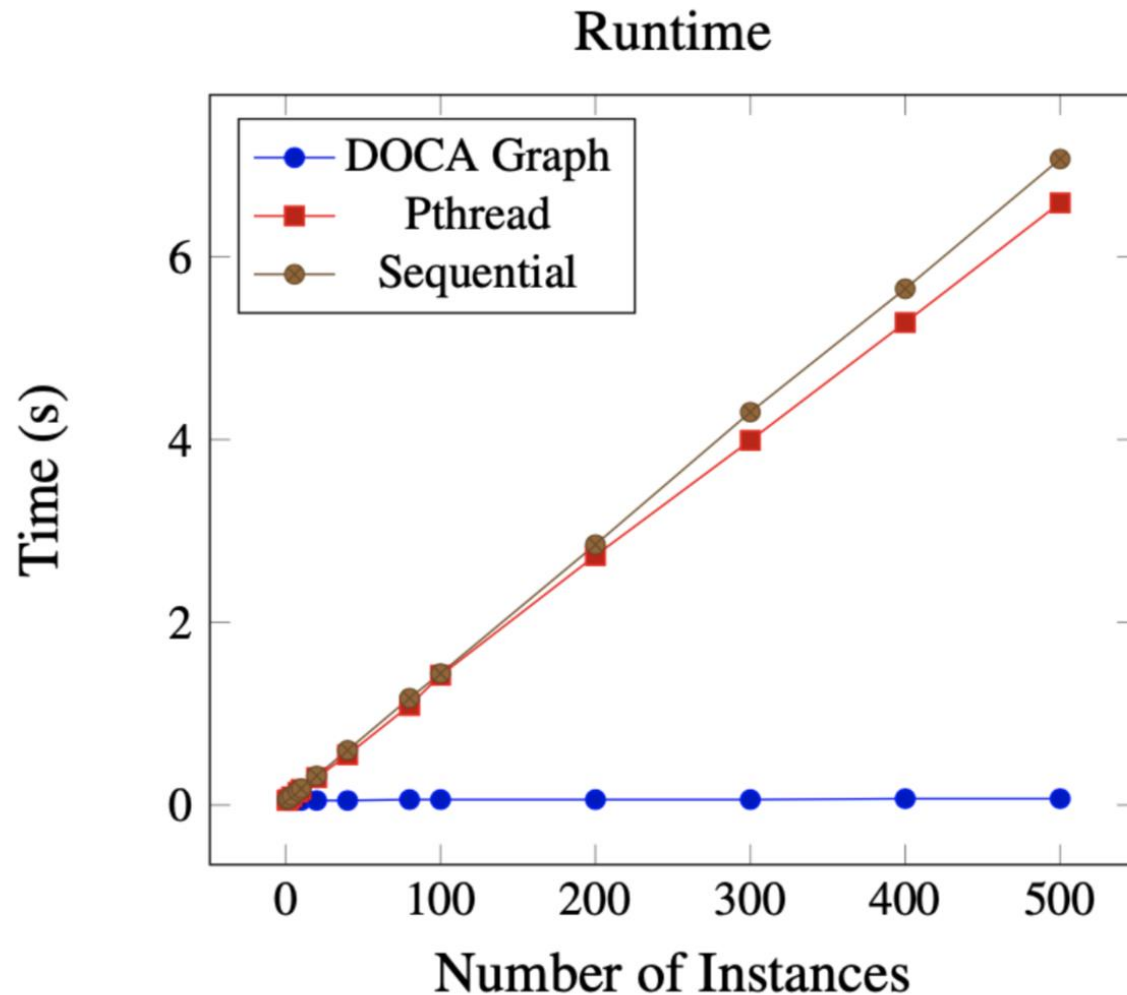 Runtime
DOCA Graph
Pthread
Sequential
6
4
2
0
Time (s)
0 100 200 300 400 500
Number of Instances